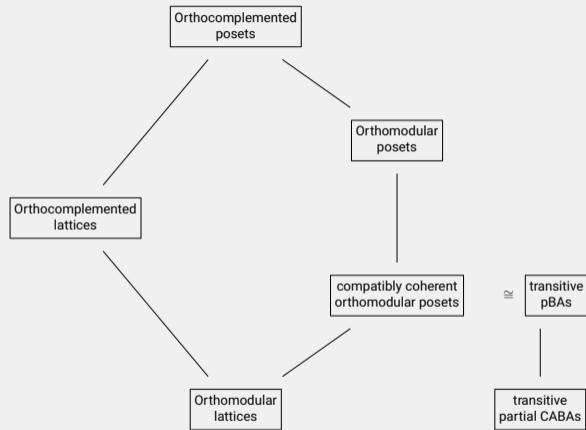 Orthocomplemented
posets
Orthomodular
posets
Orthocomplemented
lattices
compatibly coherent
orthomodular posets
≅
transitive
pBAs
Orthomodular
lattices
transitive
partial CABAs